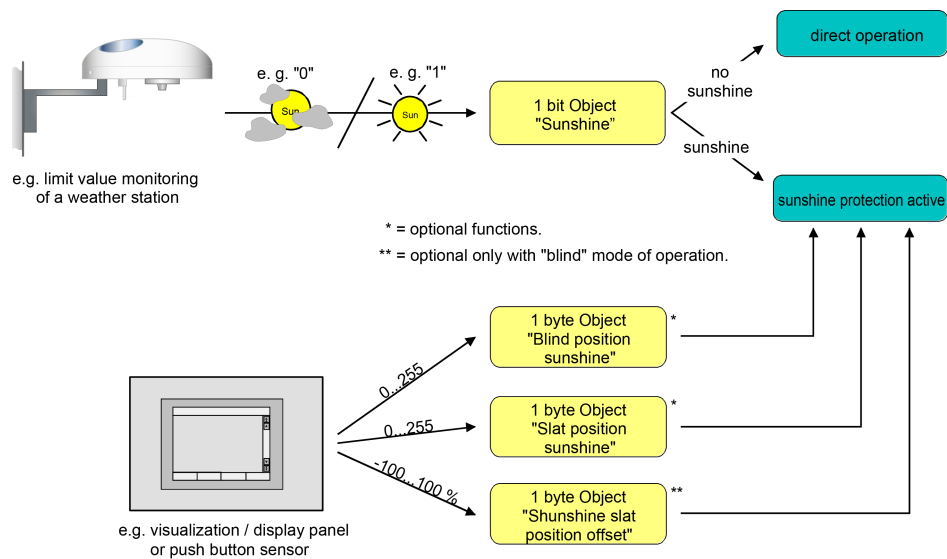 e. g. "0"
e. g. "1"
Sun
Sun
1 bit Object
"Sunshine"
no
sunshine
sunshine
direct operation
sunshine protection active
e.g. limit value monitoring
of a weather station
* = optional functions.
** = optional only with "blind" mode of operation.
0...255
0...255
-100...100 %
1 byte Object
"Blind position
sunshine"
*
1 byte Object
"Slat position
sunshine"
*
1 byte Object
"Shunshine slat
position offset"
**
e.g. visualization / display panel
or push button sensor